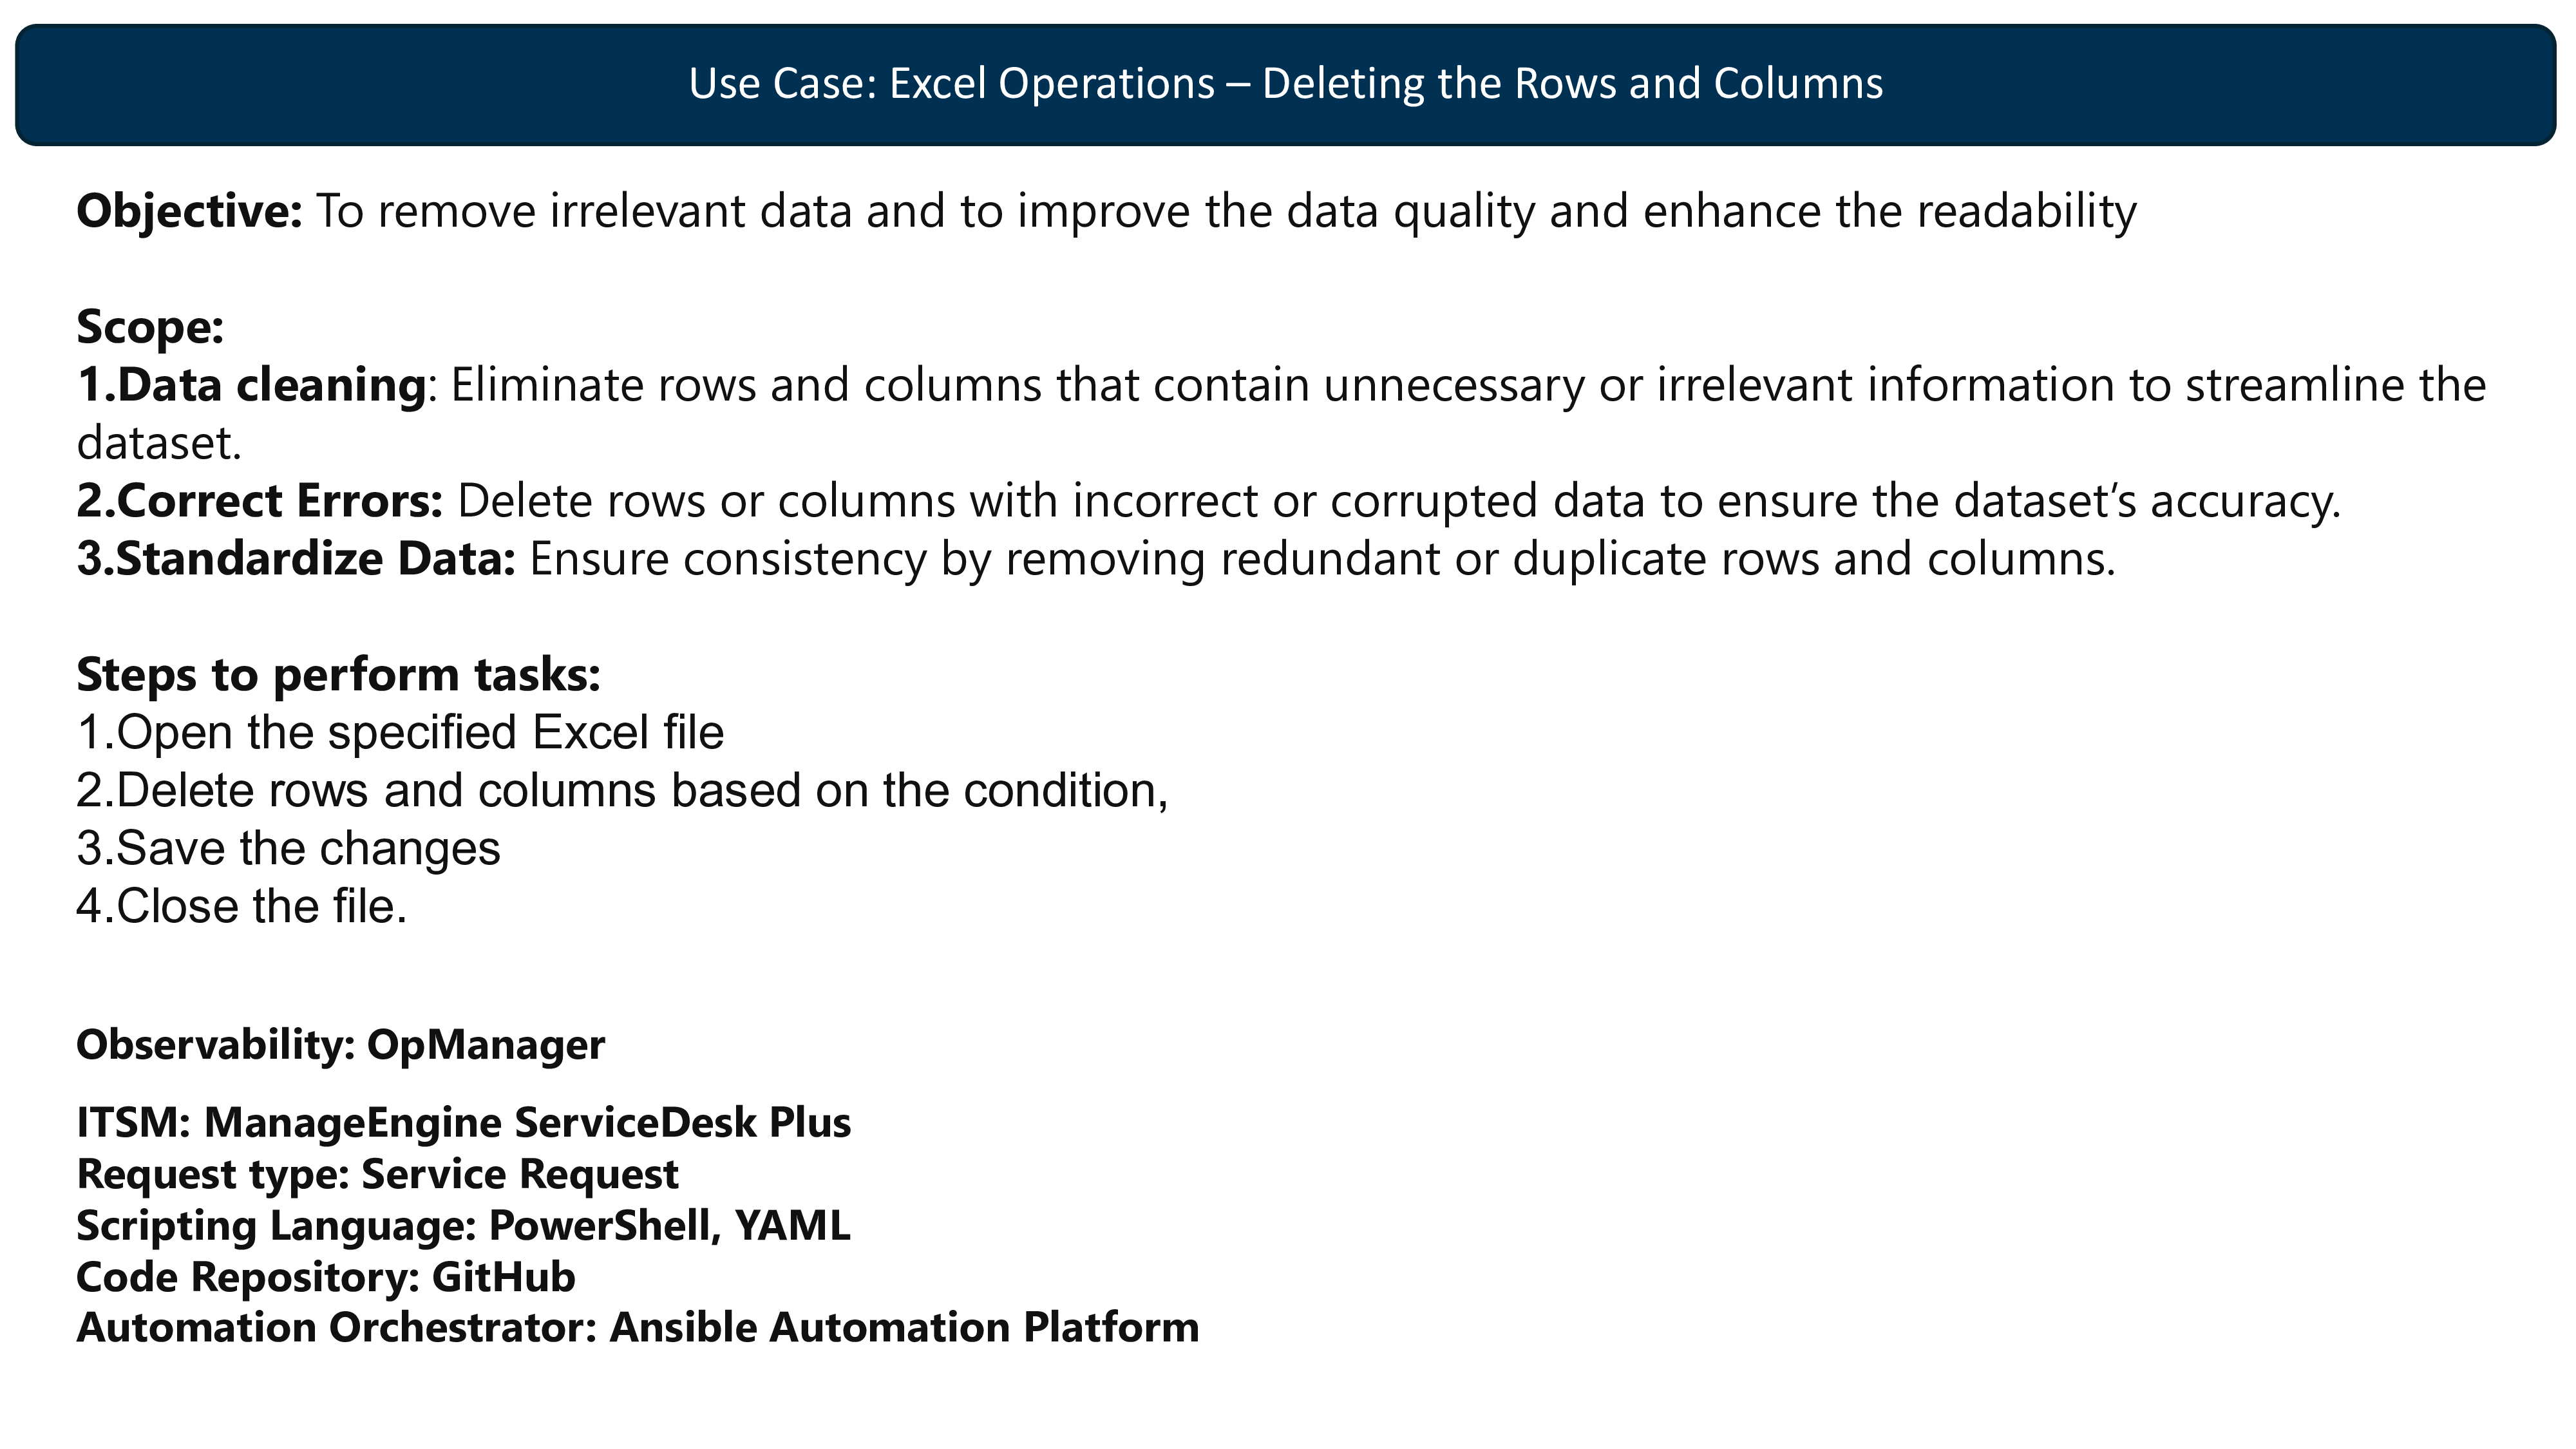 Use Case: Excel Operations – Deleting the Rows and Columns
Objective: To remove irrelevant data and to improve the data quality and enhance the readability
Scope:
1.Data cleaning: Eliminate rows and columns that contain unnecessary or irrelevant information to streamline the
dataset.
2.Correct Errors: Delete rows or columns with incorrect or corrupted data to ensure the dataset’s accuracy.
3.Standardize Data: Ensure consistency by removing redundant or duplicate rows and columns.
Steps to perform tasks:
1.Open the specified Excel file
2.Delete rows and columns based on the condition,
3.Save the changes
4.Close the file.
Observability: OpManager
ITSM: ManageEngine ServiceDesk Plus
Request type: Service Request
Scripting Language: PowerShell, YAML
Code Repository: GitHub
Automation Orchestrator: Ansible Automation Platform